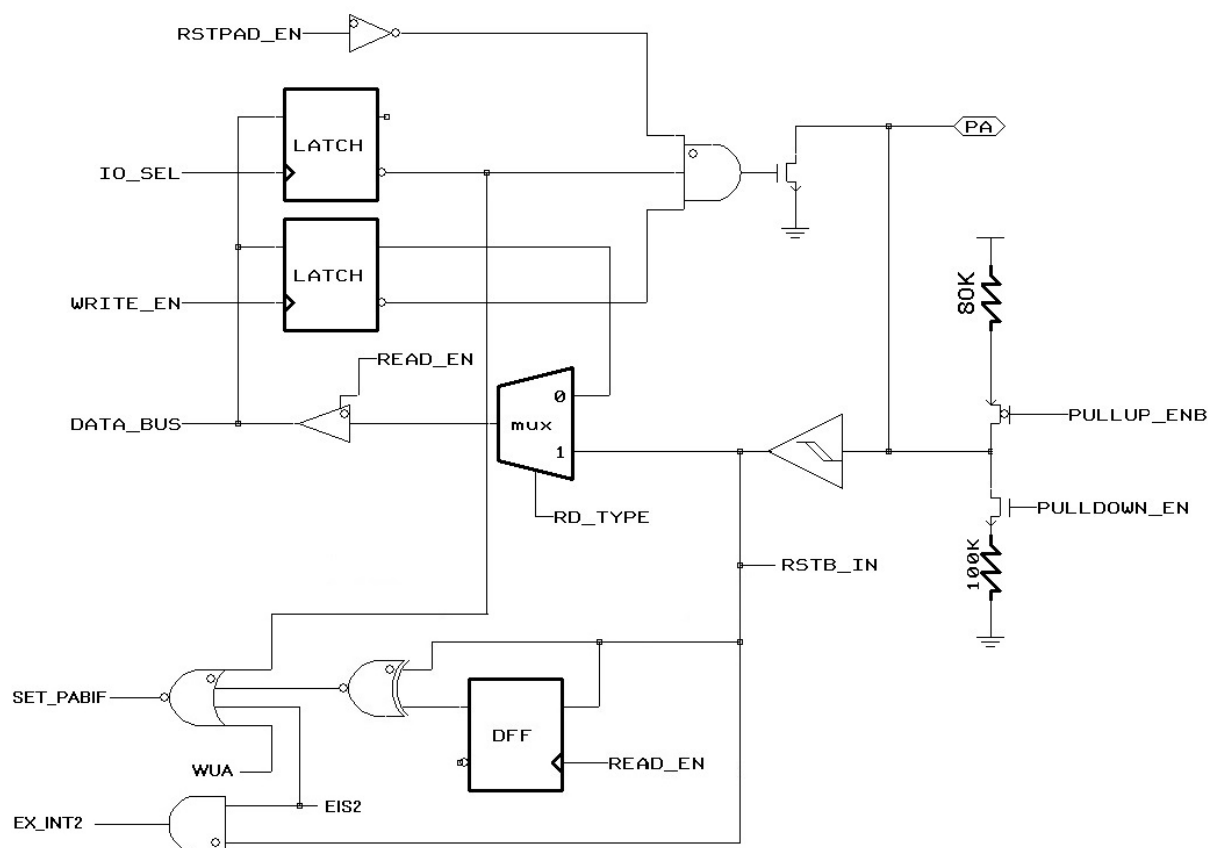 RSTPAD_EN
PA
LATCH
IO_SEL
LATCH
WRITE_EN
80K
READ_EN
0
DATA_BUS
mux
PULLUP_ENB
1
RD_TYPE
PULLDOWN_EN
100K
RSTB_IN
SET_PABIF
DFF
READ_EN
WUA
EIS2
EX_INT2